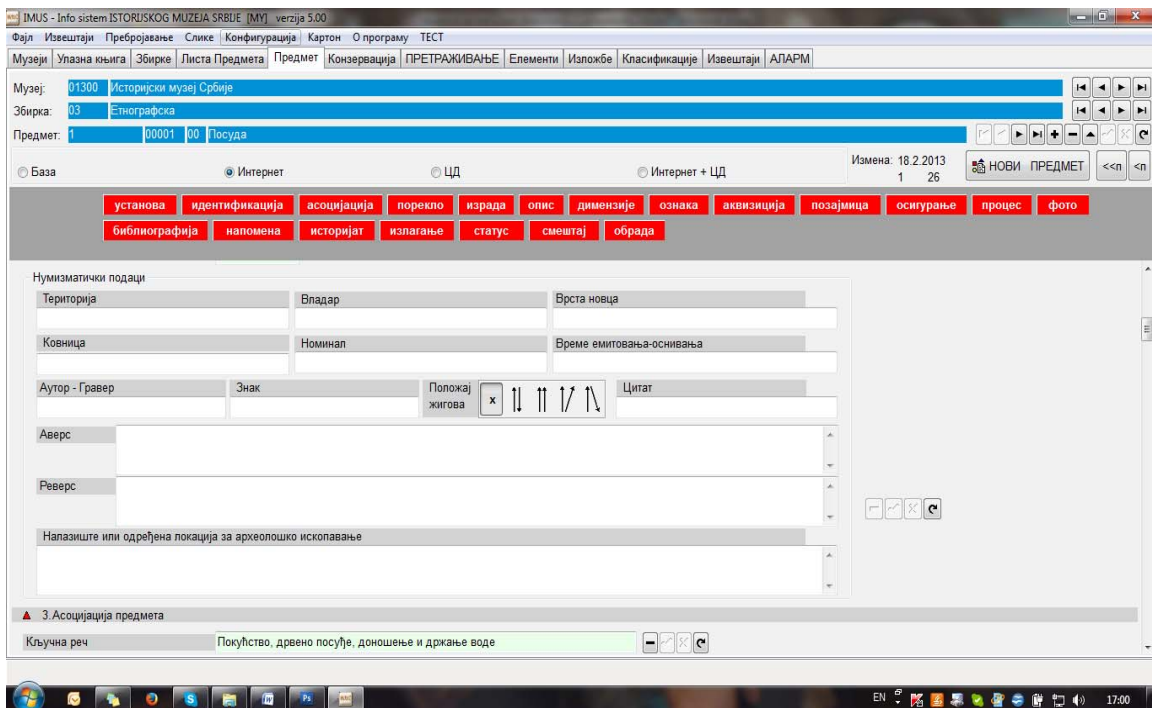 IMUS - Info sistem ISTORIJSKOG MUZEJA SRBIJE [MY] verzija 5.00
Фајл Извештаји Пребројавање Слике Конфигурација Картон О програму ТЕСТ
Музеји Улазна књига Збирке Листа Предмета Предмет Конзервација ПРЕТРАЖИВАЊЕ Елементи Изложбе Класификације Извештаји АЛАРМ
Музеј: 01300 Историјски музеј Србије
Збирка: 03 Етнографска
Предмет: 1 00001 00 Посуда
База Интернет ЦД Интернет + ЦД Измена: 18.2.2013 НОВИ ПРЕДМЕТ <<п <п
1 26
установа идентификација асоцијација порекло израда опис димензије ознака аквизиција позајмица осигурање процес фото
библиографија напомена историјат излагање статус смештај обрада
Нумизматички подаци
Територија Владар Врста новца
Ковница Номинал Време емитовања-оснивања
Аутор - Гравер Знак Положај жигова x Цитат
Аверс
Реверс
Налазиште или одређена локација за археолошко ископавање
3.Асоцијација предмета
Кључна реч Покућство, дрвено посуђе, доношење и држање воде
EN 17:00